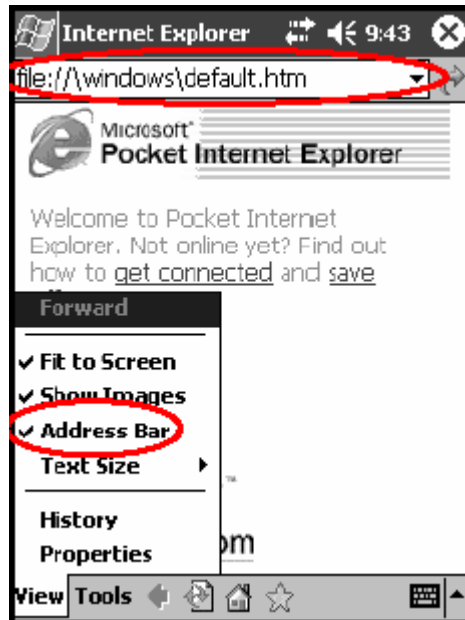 Internet Explorer 9:43
file://\windows\default.htm
Microsoft®
Pocket Internet Explorer
Welcome to Pocket Internet
Explorer. Not online yet? Find out
how to get connected and save
Forward
Fit to Screen
Show Images
Address Bar
Text Size
™
History
Properties
om
View Tools